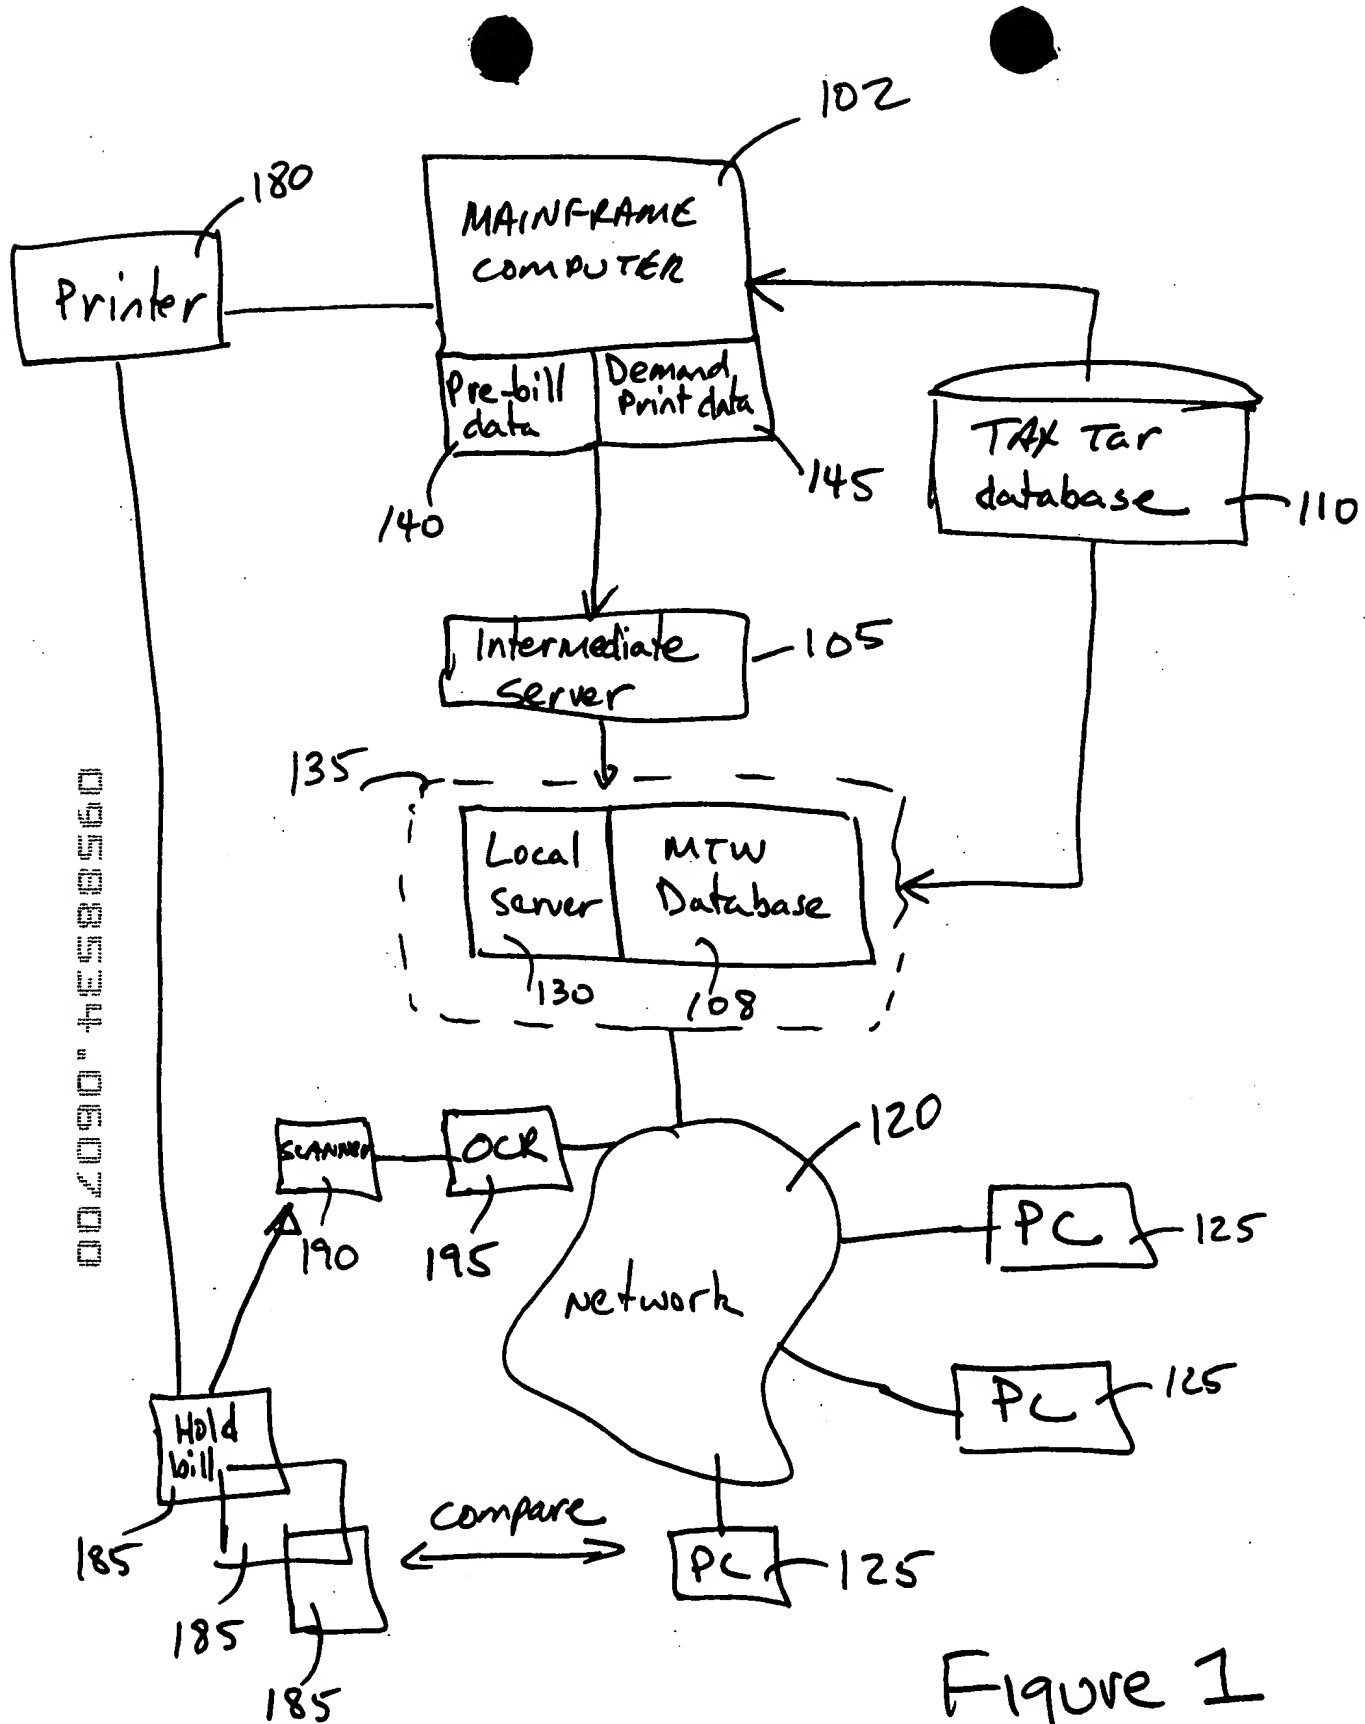 102
180
MAINFRAME
COMPUTER
Printer
Pre-bill
data
Demand
Print data
TAX Tar
database
145
110
140
Intermediate
Server
105
135
Local
Server
MTW
Database
130
108
SCANNER
OCR
120
190
195
PC
125
Network
PC
125
Hold
bill
compare
185
PC
125
185
185
Figure 1